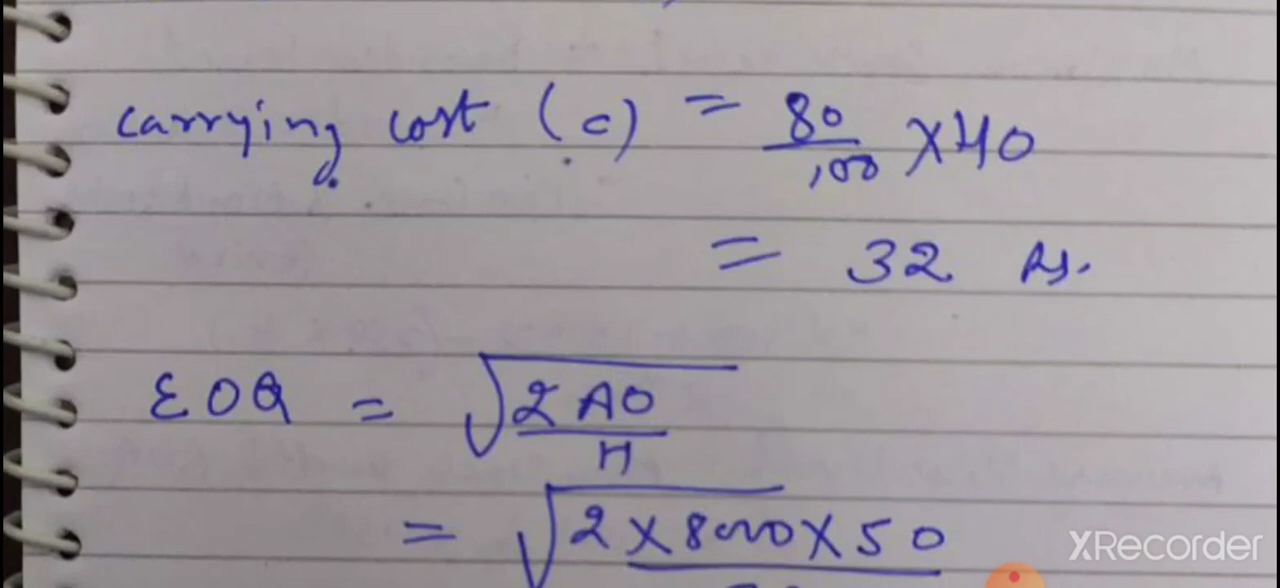 carrying cost (c) = 80/100 X 40
= 32 Rs.
EOQ = √2AO/H
= √2 X 8000 X 50
XRecorder